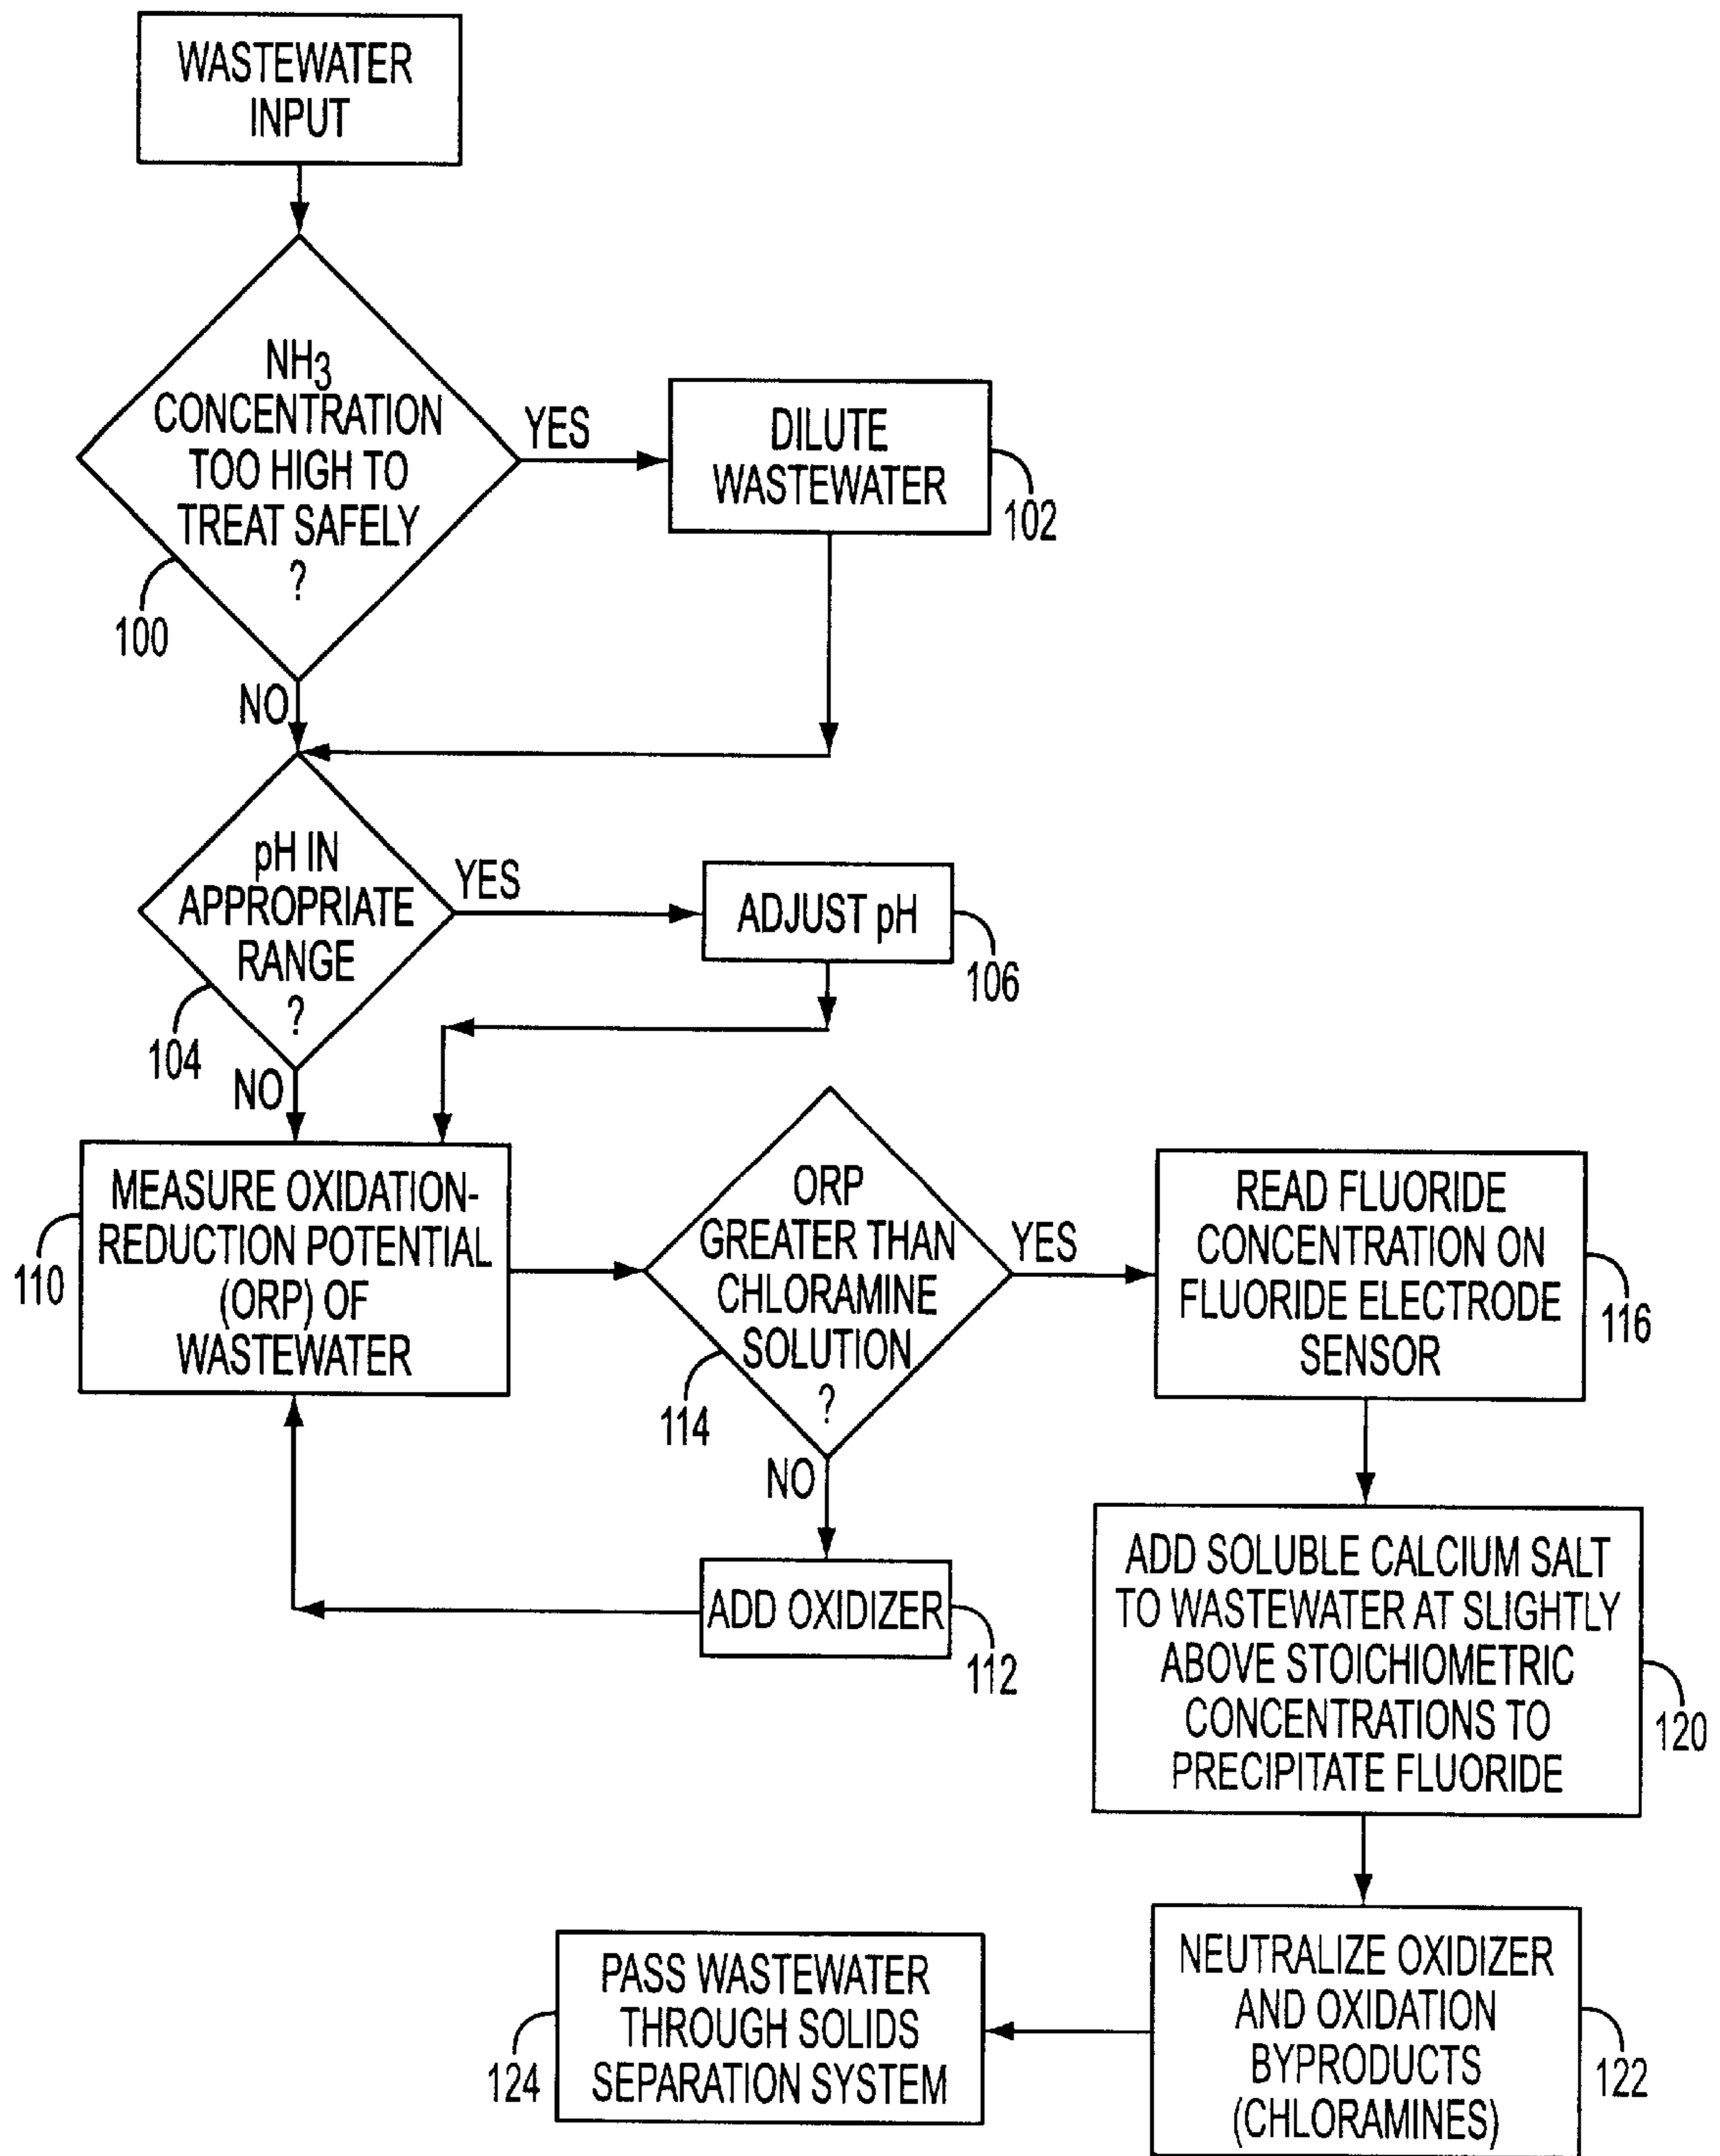 WASTEWATER
INPUT
NH3
CONCENTRATION
TOO HIGH TO
TREAT SAFELY
?
100
YES
DILUTE
WASTEWATER
102
NO
pH IN
APPROPRIATE
RANGE
?
104
YES
ADJUST pH
106
NO
MEASURE OXIDATION-
REDUCTION POTENTIAL
(ORP) OF
WASTEWATER
110
ORP
GREATER THAN
CHLORAMINE
SOLUTION
?
114
YES
READ FLUORIDE
CONCENTRATION ON
FLUORIDE ELECTRODE
SENSOR
116
NO
ADD OXIDIZER
112
ADD SOLUBLE CALCIUM SALT
TO WASTEWATER AT SLIGHTLY
ABOVE STOICHIOMETRIC
CONCENTRATIONS TO
PRECIPITATE FLUORIDE
120
NEUTRALIZE OXIDIZER
AND OXIDATION
BYPRODUCTS
(CHLORAMINES)
122
PASS WASTEWATER
THROUGH SOLIDS
SEPARATION SYSTEM
124